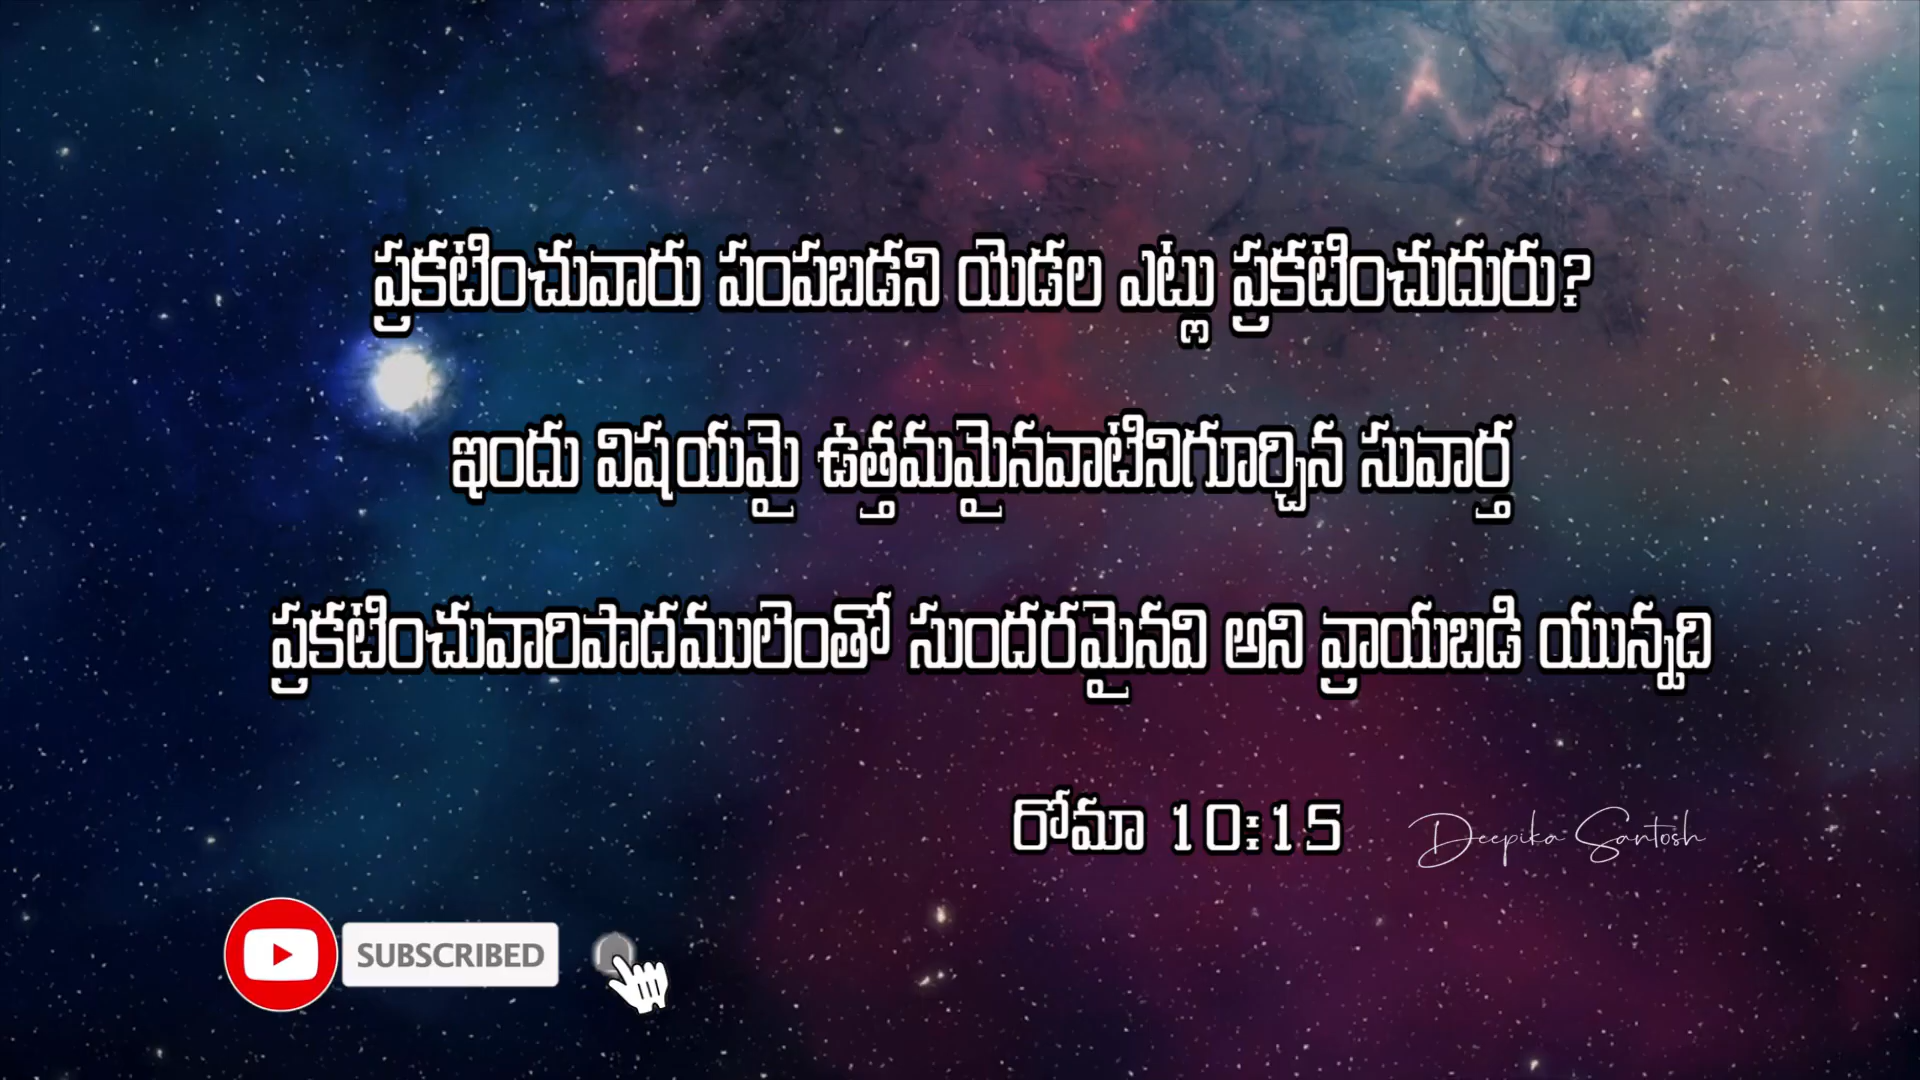 ప్రకటించువారు పంపబడని యెడల ఎట్లు ప్రకటించుదురు?
ఇందు విషయమై ఉత్తమమైనవాటినిగూర్చిన సువార్త
ప్రకటించువారిపాదములెంతో సుందరమైనవి అని వ్రాయబడి యున్నది
రోమా 10:15
Deepika Santosh
SUBSCRIBED